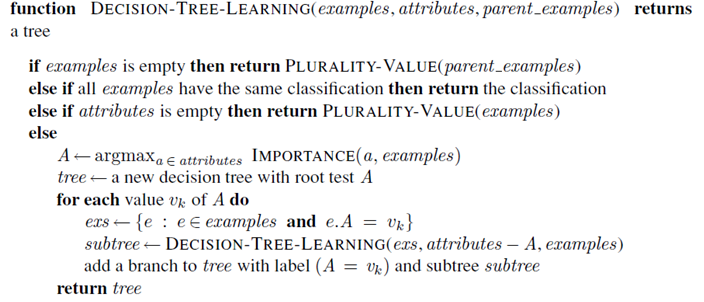 function DECISION-TREE-LEARNING(examples, attributes, parent_examples) returns
a tree
if examples is empty then return PLURALITY-VALUE(parent_examples)
else if all examples have the same classification then return the classification
else if attributes is empty then return PLURALITY-VALUE(examples)
else
A ← argmax_{a ∈ attributes} IMPORTANCE(a, examples)
tree ← a new decision tree with root test A
for each value v_k of A do
exs ← {e : e ∈ examples and e.A = v_k}
subtree ← DECISION-TREE-LEARNING(exs, attributes − A, examples)
add a branch to tree with label (A = v_k) and subtree subtree
return tree